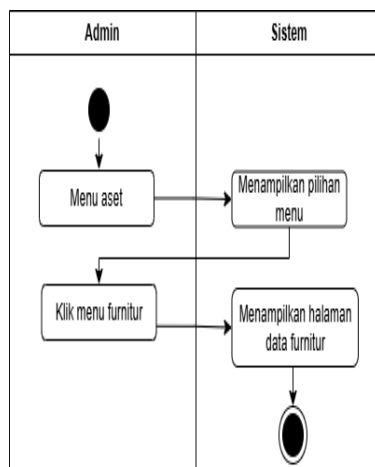 Admin
Sistem
Menu aset
Menampilkan pilihan
menu
Klik menu furnitur
Menampilkan halaman
data furnitur